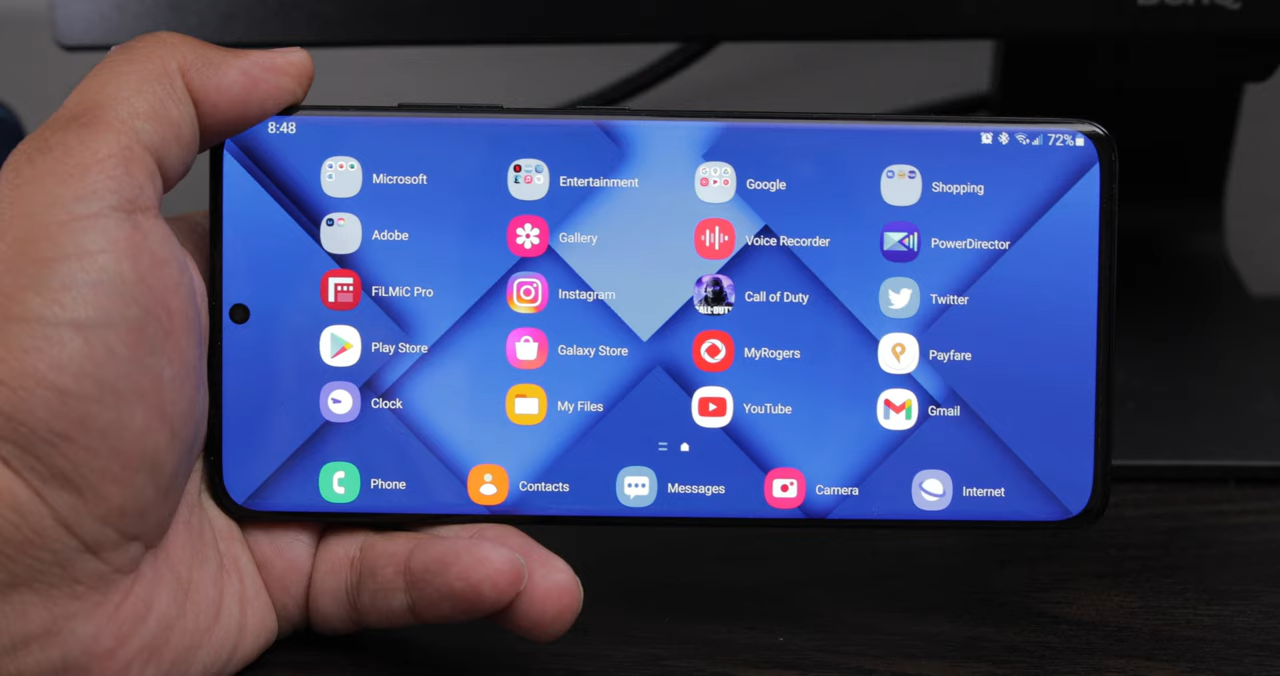 8:48
72%
Microsoft
Entertainment
Google
Shopping
Adobe
Gallery
Voice Recorder
PowerDirector
FiLMiC Pro
Instagram
Call of Duty
Twitter
Play Store
Galaxy Store
MyRogers
Payfare
Clock
My Files
YouTube
Gmail
Phone
Contacts
Messages
Camera
Internet